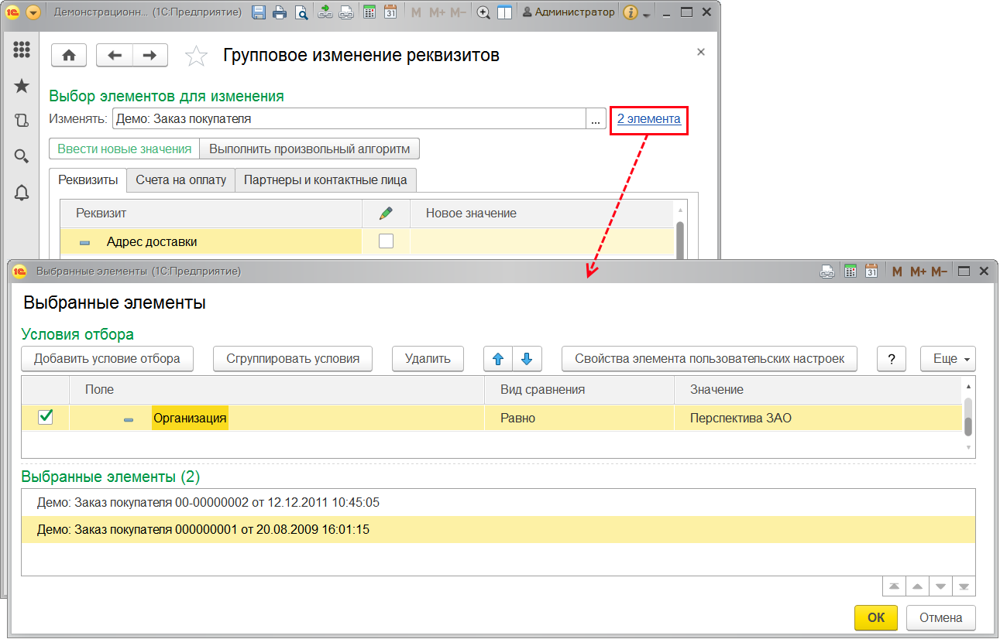 Демонстрационн... (1С:Предприятие) 31 M M+ M− Администратор
Групповое изменение реквизитов
Выбор элементов для изменения
Изменять: Демо: Заказ покупателя ... 2 элемента
Ввести новые значения Выполнить произвольный алгоритм
Реквизиты Счета на оплату Партнеры и контактные лица
Реквизит Новое значение
Адрес доставки
1С Выбранные элементы (1С:Предприятие) 31 M M+ M−
Выбранные элементы
Условия отбора
Добавить условие отбора Сгруппировать условия Удалить Свойства элемента пользовательских настроек ? Еще
Поле Вид сравнения Значение
Организация Равно Перспектива ЗАО
Выбранные элементы (2)
Демо: Заказ покупателя 00-00000002 от 12.12.2011 10:45:05
Демо: Заказ покупателя 000000001 от 20.08.2009 16:01:15
ОК Отмена